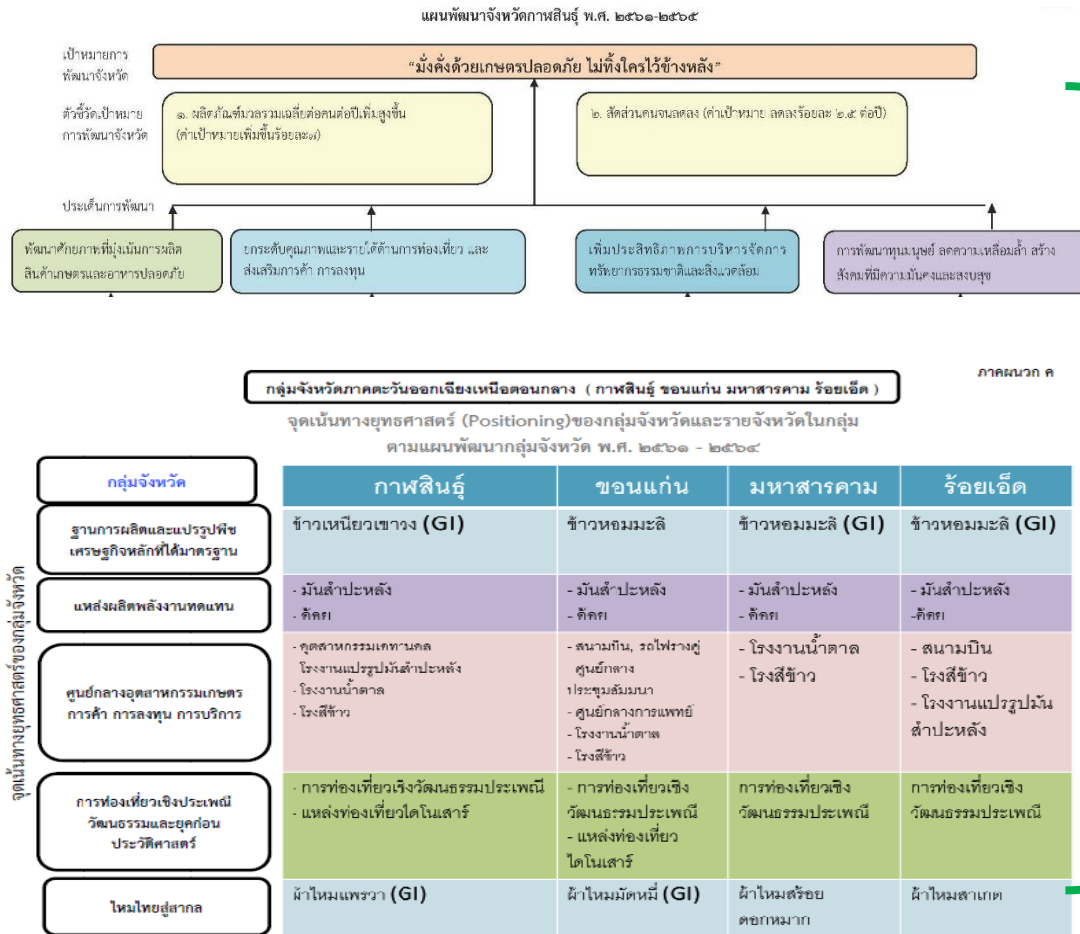 แผนพัฒนาจังหวัดกาฬสินธุ์ พ.ศ. ๒๕๖๑-๒๕๖๕
เป้าหมายการ
พัฒนาจังหวัด
“มั่งคั่งด้วยเกษตรปลอดภัย ไม่ทิ้งใครไว้ข้างหลัง”
ตัวชี้วัดเป้าหมาย
การพัฒนาจังหวัด
๑. ผลิตภัณฑ์มวลรวมเฉลี่ยต่อคนต่อปีเพิ่มสูงขึ้น
(ค่าเป้าหมายเพิ่มขึ้นร้อยละ๗)
๒. สัดส่วนคนจนลดลง (ค่าเป้าหมาย ลดลงร้อยละ ๒.๕ ต่อปี)
ประเด็นการพัฒนา
พัฒนาศักยภาพที่มุ่งเน้นการผลิต
สินค้าเกษตรและอาหารปลอดภัย
ยกระดับคุณภาพและรายได้ด้านการท่องเที่ยว และ
ส่งเสริมการค้า การลงทุน
เพิ่มประสิทธิภาพการบริหารจัดการ
ทรัพยากรธรรมชาติและสิ่งแวดล้อม
การพัฒนาทุนมนุษย์ ลดความเหลื่อมล้ำ สร้าง
สังคมที่มีความมั่นคงและสงบสุข
ภาคผนวก ค
กลุ่มจังหวัดภาคตะวันออกเฉียงเหนือตอนกลาง ( กาฬสินธุ์ ขอนแก่น มหาสารคาม ร้อยเอ็ด )
จุดเน้นทางยุทธศาสตร์ (Positioning)ของกลุ่มจังหวัดและรายจังหวัดในกลุ่ม
ตามแผนพัฒนากลุ่มจังหวัด พ.ศ. ๒๕๖๑ - ๒๕๖๔
จุดเน้นทางยุทธศาสตร์ของกลุ่มจังหวัด
กลุ่มจังหวัด
กาฬสินธุ์
ขอนแก่น
มหาสารคาม
ร้อยเอ็ด
ฐานการผลิตและแปรรูปพืช
เศรษฐกิจหลักที่ได้มาตรฐาน
ข้าวเหนียวเขาวง (GI)
ข้าวหอมมะลิ
ข้าวหอมมะลิ (GI)
ข้าวหอมมะลิ (GI)
แหล่งผลิตพลังงานทดแทน
- มันสำปะหลัง
- อ้อย
- มันสำปะหลัง
- อ้อย
- มันสำปะหลัง
- อ้อย
- มันสำปะหลัง
-อ้อย
ศูนย์กลางอุตสาหกรรมเกษตร
การค้า การลงทุน การบริการ
- อุตสาหกรรมเอทานอล
โรงงานแปรรูปมันสำปะหลัง
- โรงงานน้ำตาล
- โรงสีข้าว
- สนามบิน, รถไฟรางคู่
ศูนย์กลาง
ประชุมสัมมนา
- ศูนย์กลางการแพทย์
- โรงงานน้ำตาล
- โรงสีข้าว
- โรงงานน้ำตาล
- โรงสีข้าว
- สนามบิน
- โรงสีข้าว
- โรงงานแปรรูปมัน
สำปะหลัง
การท่องเที่ยวเชิงประเพณี
วัฒนธรรมและยุคก่อน
ประวัติศาสตร์
- การท่องเที่ยวเชิงวัฒนธรรมประเพณี
- แหล่งท่องเที่ยวไดโนเสาร์
- การท่องเที่ยวเชิง
วัฒนธรรมประเพณี
- แหล่งท่องเที่ยว
ไดโนเสาร์
การท่องเที่ยวเชิง
วัฒนธรรมประเพณี
การท่องเที่ยวเชิง
วัฒนธรรมประเพณี
ไหมไทยสู่สากล
ผ้าไหมแพรวา (GI)
ผ้าไหมมัดหมี่ (GI)
ผ้าไหมสร้อย
ดอกหมาก
ผ้าไหมสาเกต